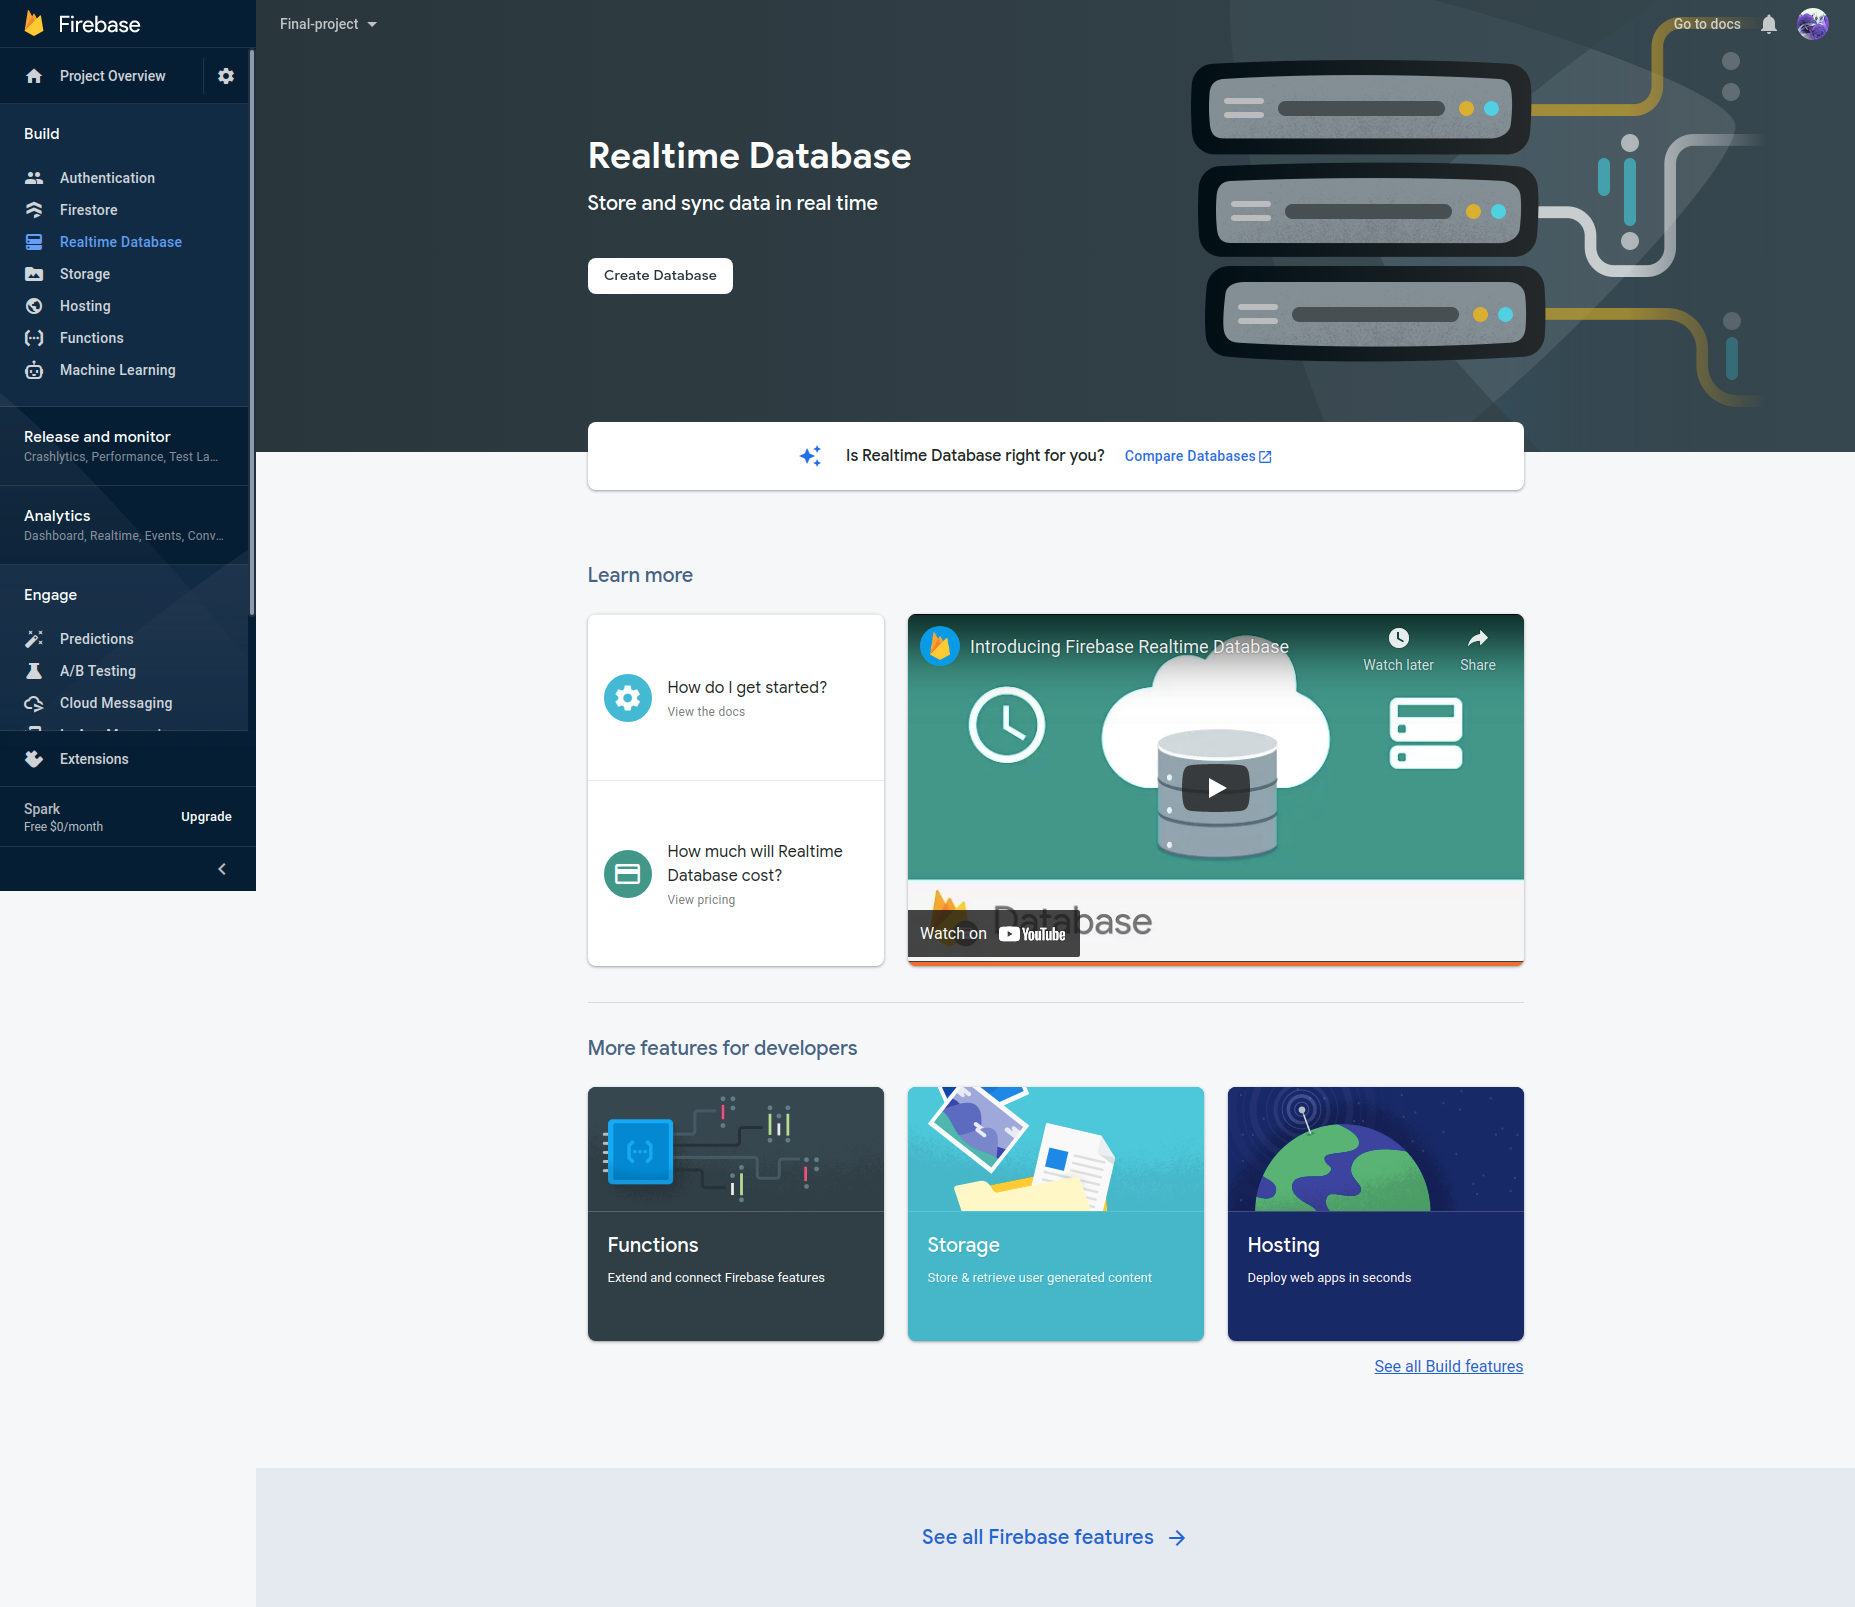 Firebase
Project Overview
Build
Authentication
Firestore
Realtime Database
Storage
Hosting
Functions
Machine Learning
Release and monitor
Crashlytics, Performance, Test La...
Analytics
Dashboard, Realtime, Events, Conv...
Engage
Predictions
A/B Testing
Cloud Messaging
Extensions
Spark
Free $0/month
Upgrade
Final-project
Go to docs
Realtime Database
Store and sync data in real time
Create Database
Is Realtime Database right for you? Compare Databases
Learn more
How do I get started?
View the docs
How much will Realtime
Database cost?
View pricing
Introducing Firebase Realtime Database
Watch later
Share
Database
Watch on YouTube
More features for developers
Functions
Extend and connect Firebase features
Storage
Store & retrieve user generated content
Hosting
Deploy web apps in seconds
See all Build features
See all Firebase features